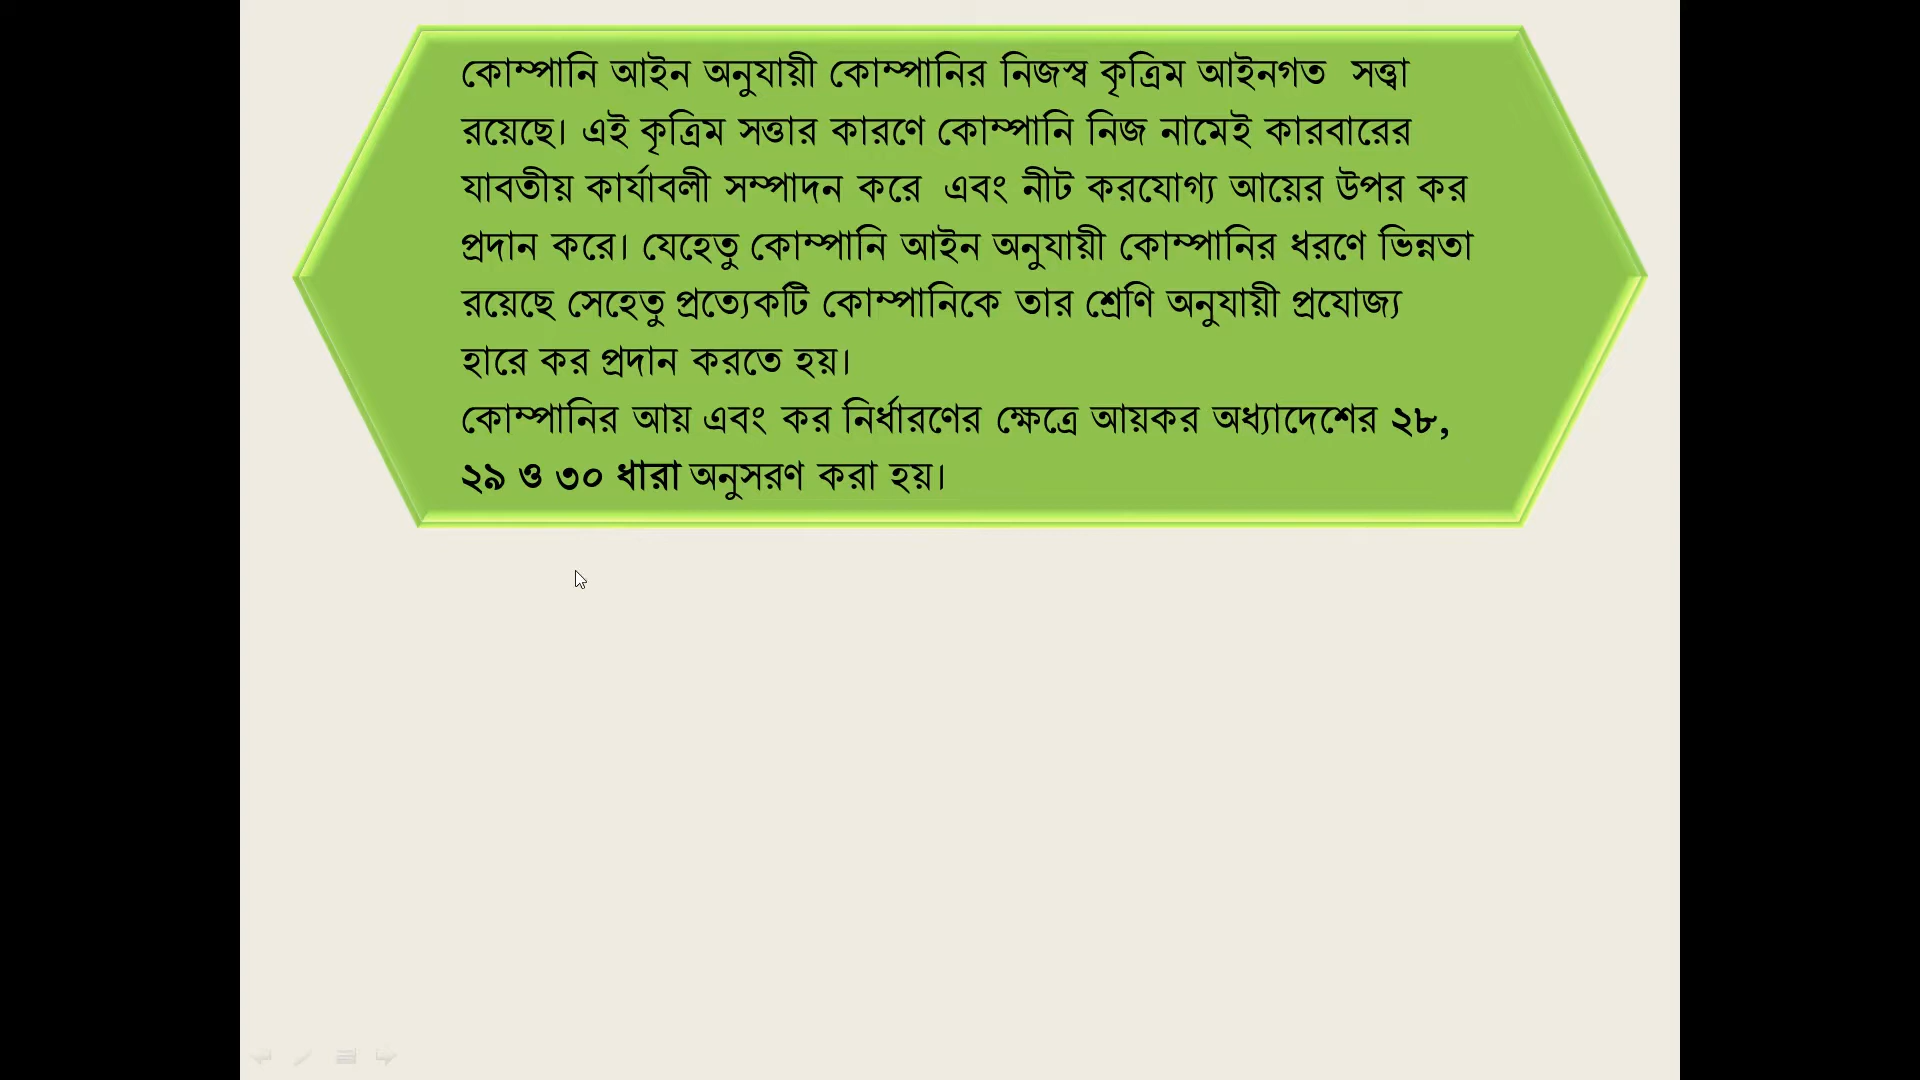 কোম্পানি আইন অনুযায়ী কোম্পানির নিজস্ব কৃত্রিম আইনগত সত্ত্বা
রয়েছে। এই কৃত্রিম সত্তার কারণে কোম্পানি নিজ নামেই কারবারের
যাবতীয় কার্যাবলী সম্পাদন করে এবং নীট করযোগ্য আয়ের উপর কর
প্রদান করে। যেহেতু কোম্পানি আইন অনুযায়ী কোম্পানির ধরণে ভিন্নতা
রয়েছে সেহেতু প্রত্যেকটি কোম্পানিকে তার শ্রেণি অনুযায়ী প্রযোজ্য
হারে কর প্রদান করতে হয়।
কোম্পানির আয় এবং কর নির্ধারণের ক্ষেত্রে আয়কর অধ্যাদেশের ২৮,
২৯ ও ৩০ ধারা অনুসরণ করা হয়।